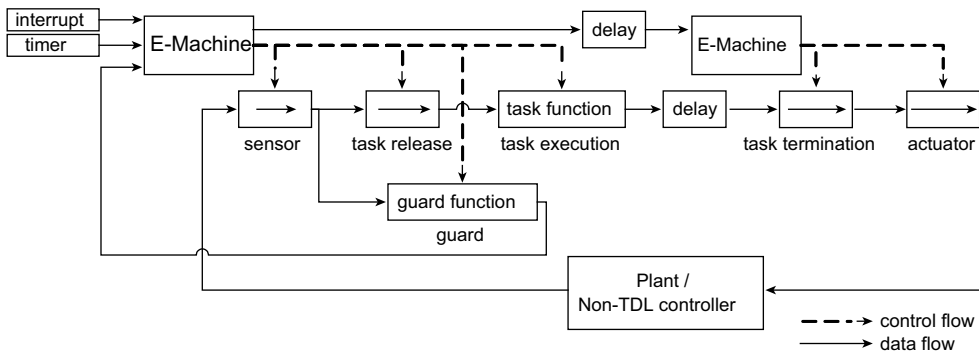 interrupt
timer
E-Machine
delay
E-Machine
task function
delay
sensor
task release
task execution
task termination
actuator
guard function
guard
Plant /
Non-TDL controller
control flow
data flow